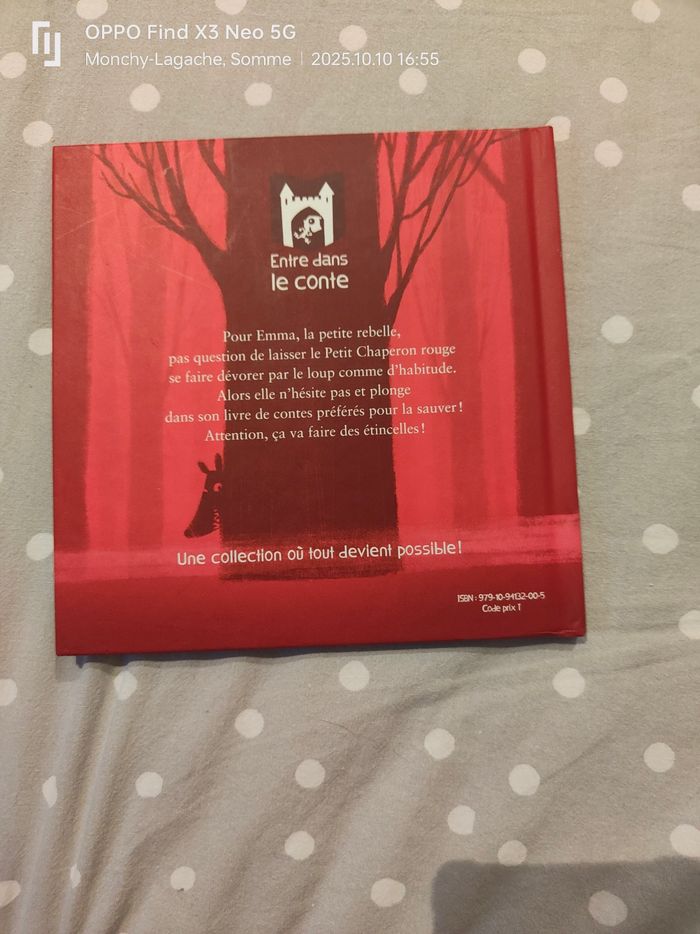 OPPO Find X3 Neo 5G
Monchy-Lagache, Somme | 2025.10.10 16:55
Entre dans
le conte
Pour Emma, la petite rebelle,
pas question de laisser le Petit Chaperon rouge
se faire dévorer par le loup comme d'habitude.
Alors elle n'hésite pas et plonge
dans son livre de contes préférés pour la sauver !
Attention, ça va faire des étincelles !
Une collection où tout devient possible !
ISBN : 979-10-94132-00-5
Code prix 1